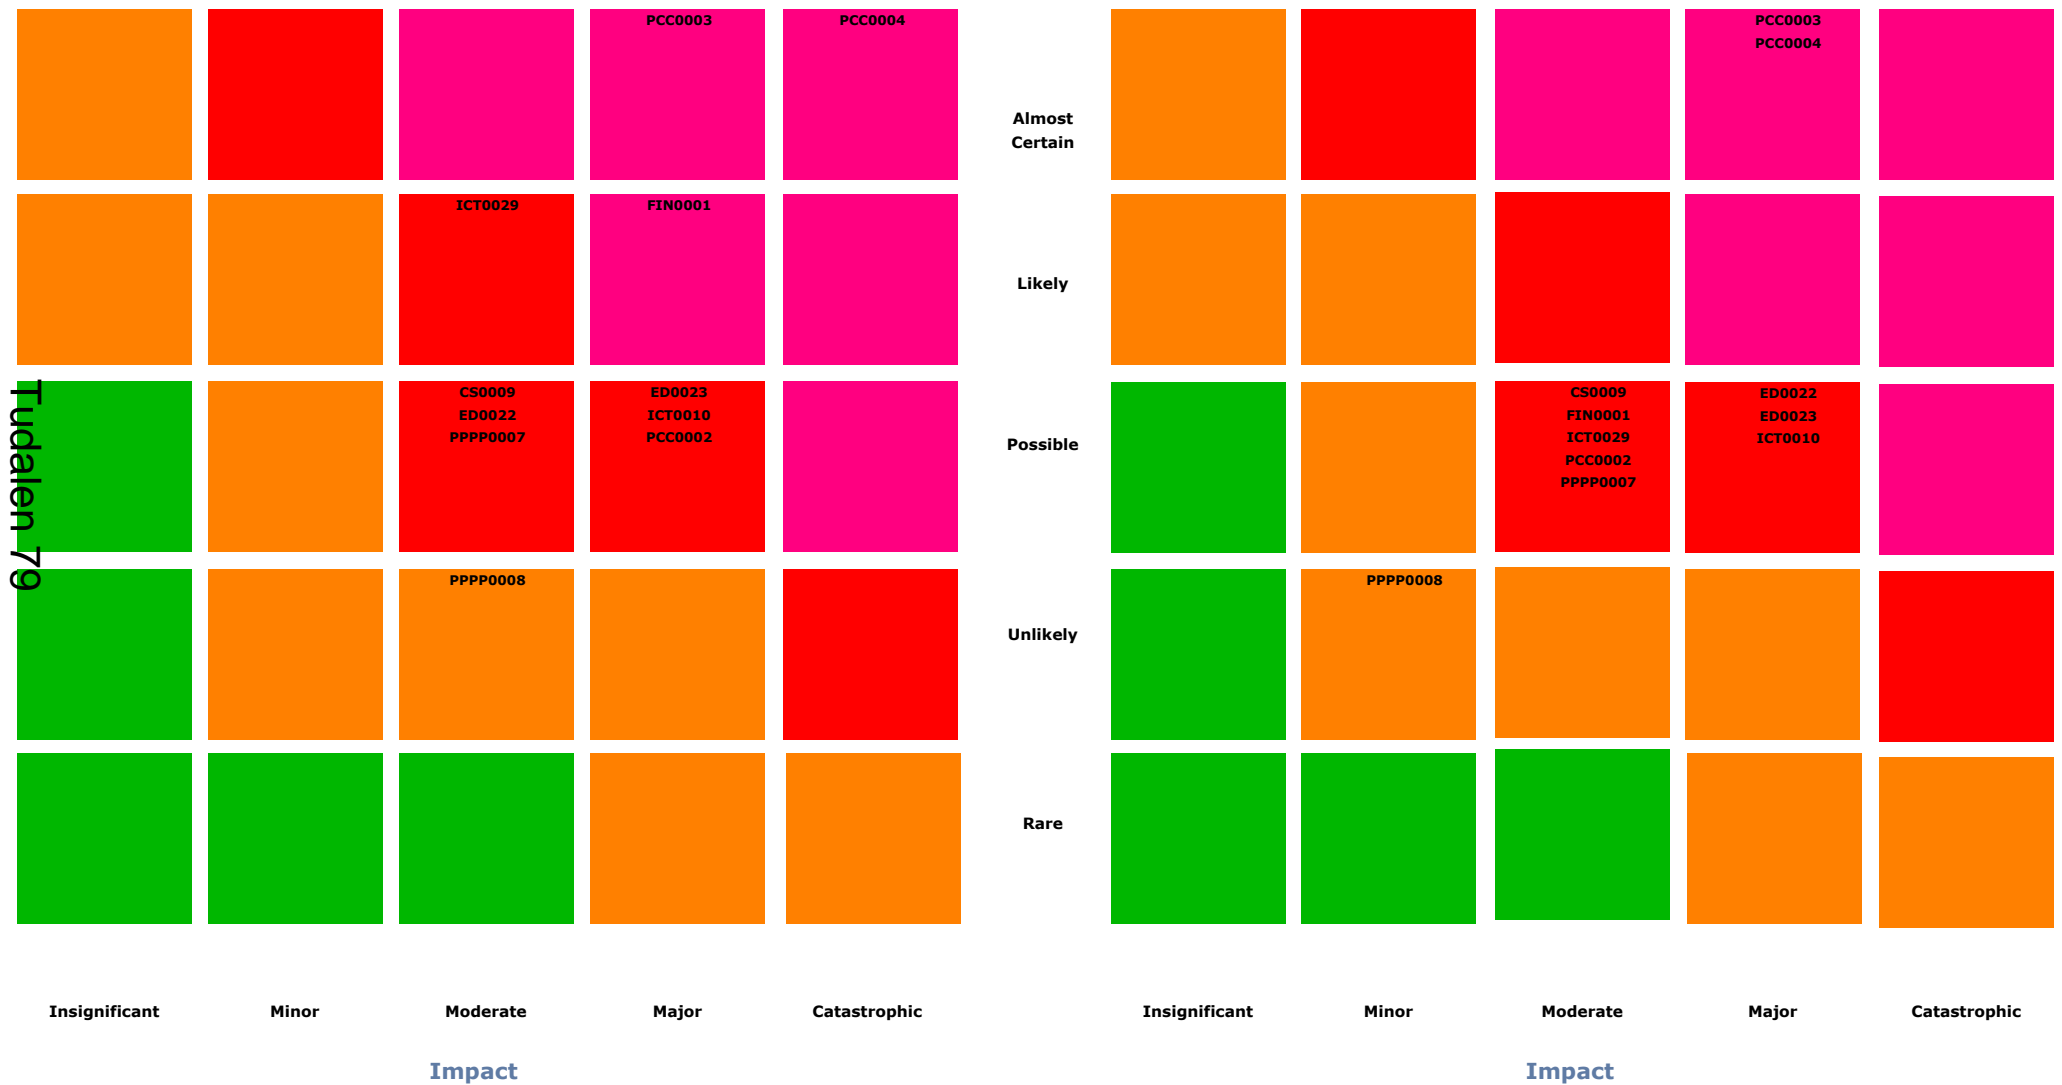 PCC0003
PCC0004
ICT0029
FIN0001
CS0009
ED0022
PPPP0007
ED0023
ICT0010
PCC0002
PPPP0008
Insignificant
Minor
Moderate
Major
Catastrophic
Impact
Tudalen 79
Almost
Certain
Likely
Possible
Unlikely
Rare
PCC0003
PCC0004
CS0009
FIN0001
ICT0029
PCC0002
PPPP0007
ED0022
ED0023
ICT0010
PPPP0008
Insignificant
Minor
Moderate
Major
Catastrophic
Impact